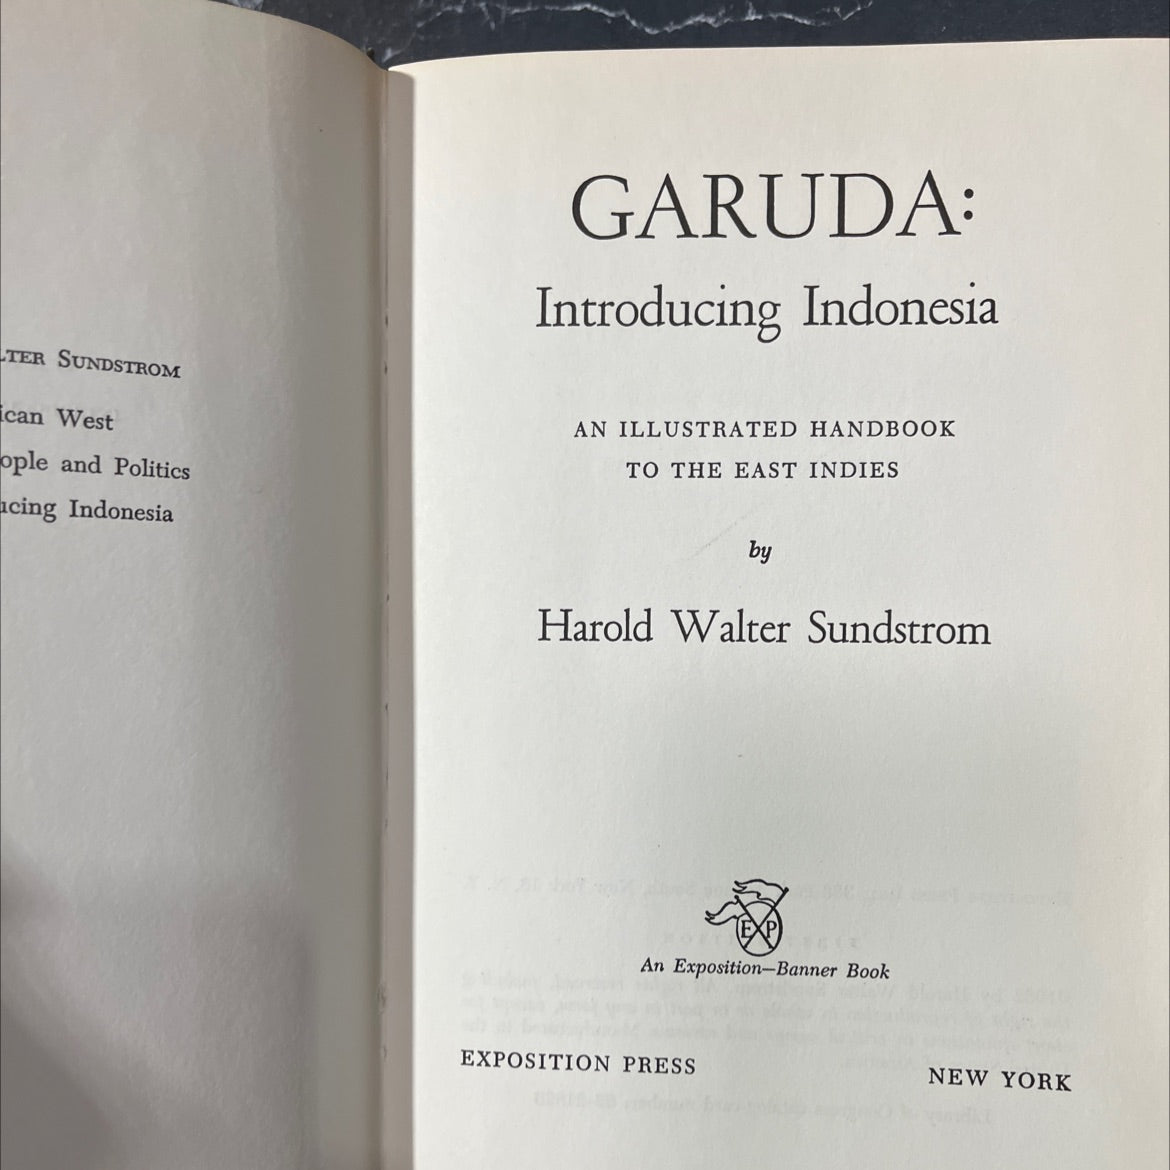 LTER SUNDSTROM
ican West
ople and Politics
ucing Indonesia
GARUDA:
Introducing Indonesia
AN ILLUSTRATED HANDBOOK
TO THE EAST INDIES
by
Harold Walter Sundstrom
E P
An Exposition—Banner Book
EXPOSITION PRESS NEW YORK